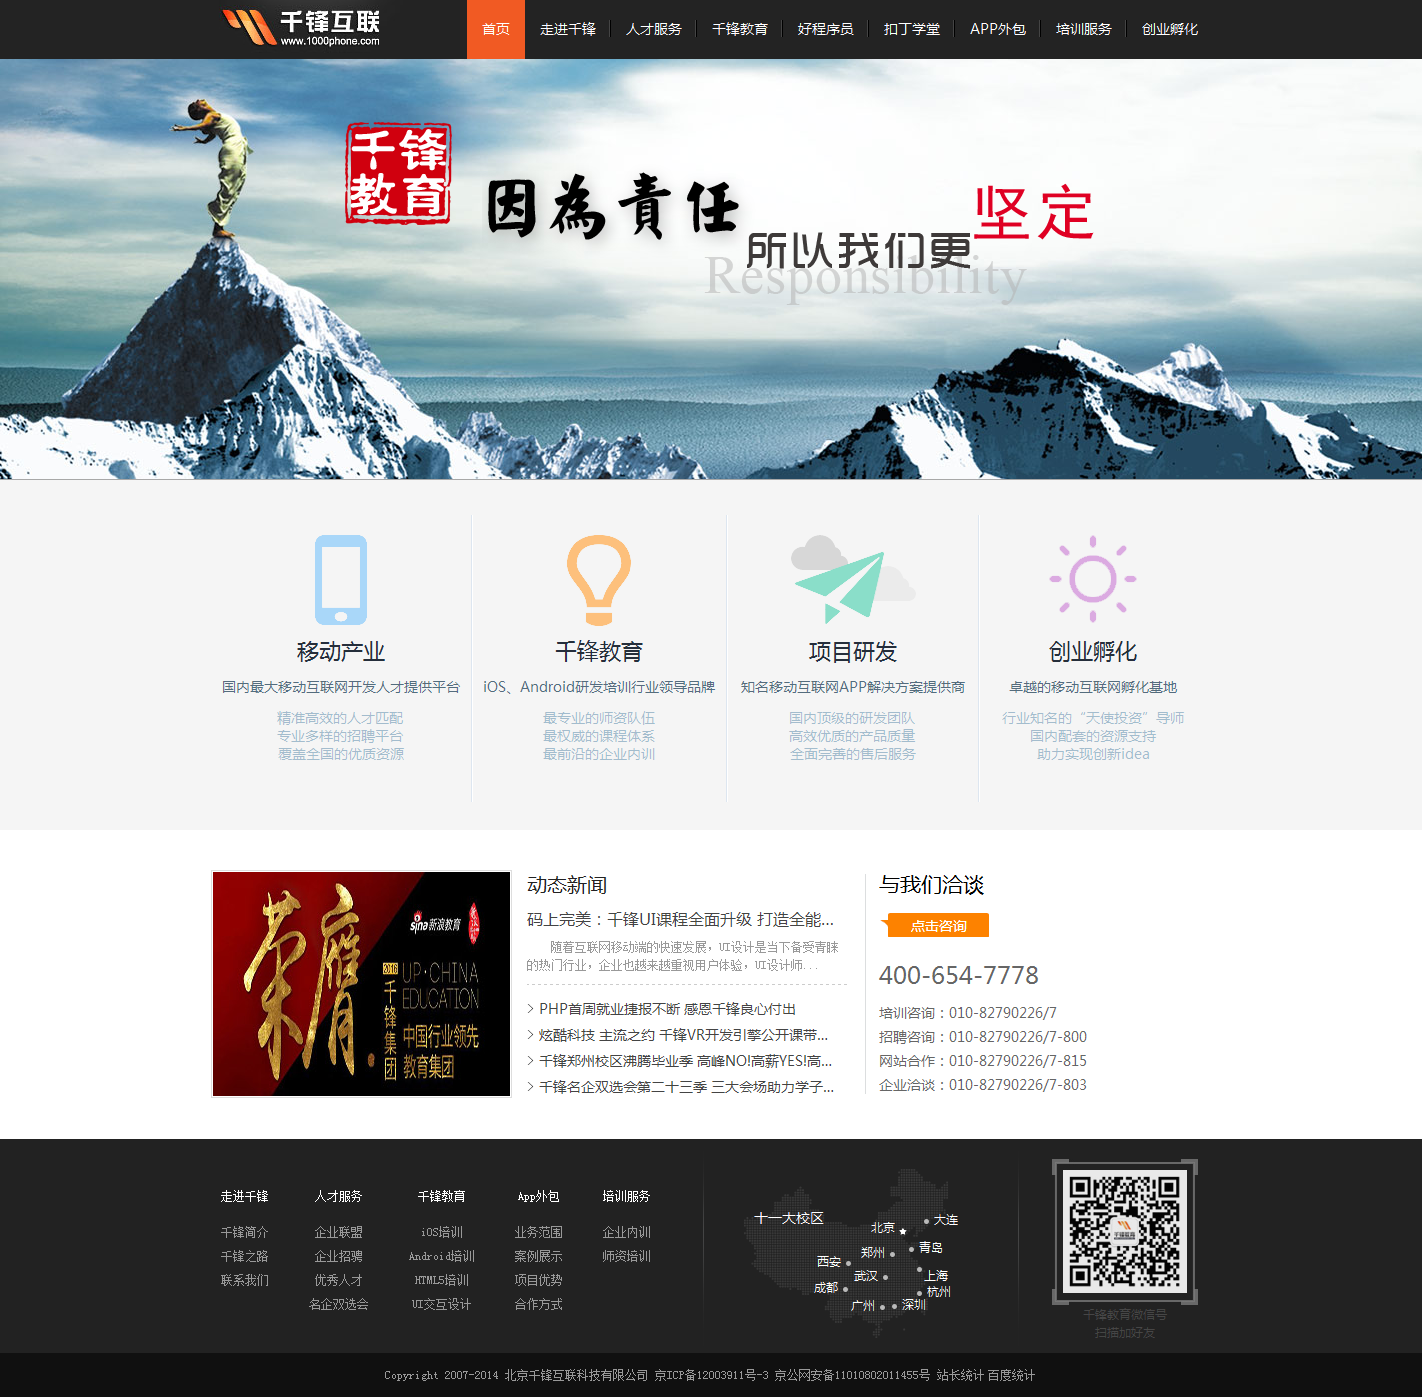 千锋互联
www.1000phone.com
首页 走进千锋 人才服务 千锋教育 好程序员 扣丁学堂 APP外包 培训服务 创业孵化
千锋
教育
因為責任
所以我们更
坚定
Responsibility
移动产业
国内最大移动互联网开发人才提供平台
精准高效的人才匹配
专业多样的招聘平台
覆盖全国的优质资源
千锋教育
iOS、Android研发培训行业领导品牌
最专业的师资队伍
最权威的课程体系
最前沿的企业内训
项目研发
知名移动互联网APP解决方案提供商
国内顶级的研发团队
高效优质的产品质量
全面完善的售后服务
创业孵化
卓越的移动互联网孵化基地
行业知名的“天使投资”导师
国内配套的资源支持
助力实现创新idea
荣膺
sina新浪教育
2016
千锋集团
UP·CHINA
EDUCATION
中国行业领先
教育集团
动态新闻
码上完美：千锋UI课程全面升级 打造全能...
随着互联网移动端的快速发展，UI设计是当下备受青睐
的热门行业，企业也越来越重视用户体验，UI设计师...
PHP首周就业捷报不断 感恩千锋良心付出
炫酷科技 主流之约 千锋VR开发引擎公开课带...
千锋郑州校区沸腾毕业季 高峰NO!高薪YES!高...
千锋名企双选会第二十三季 三大会场助力学子...
与我们洽谈
点击咨询
400-654-7778
培训咨询：010-82790226/7
招聘咨询：010-82790226/7-800
网站合作：010-82790226/7-815
企业洽谈：010-82790226/7-803
走进千锋
千锋简介
千锋之路
联系我们
人才服务
企业联盟
企业招聘
优秀人才
名企双选会
千锋教育
iOS培训
Android培训
HTML5培训
UI交互设计
App外包
业务范围
案例展示
项目优势
合作方式
培训服务
企业内训
师资培训
十一大校区
大连
北京
青岛
郑州
西安
武汉
上海
成都
杭州
广州
深圳
千锋教育
千锋教育微信号
扫描加好友
Copyright 2007-2014 北京千锋互联科技有限公司 京ICP备12003911号-3 京公网安备11010802011455号 站长统计 百度统计